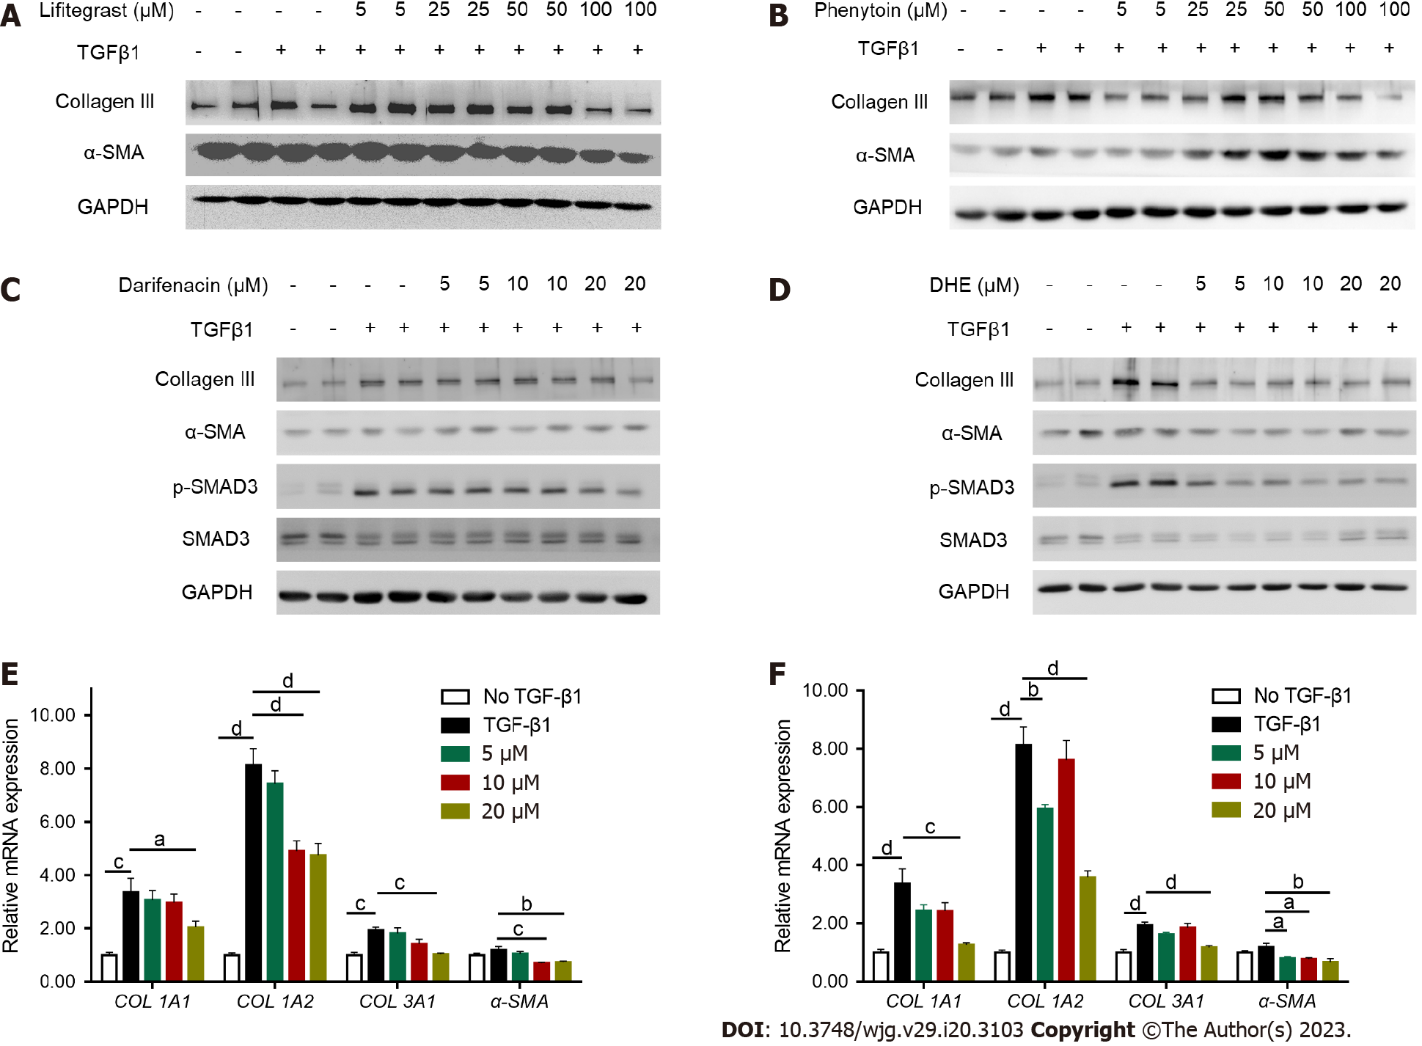 A
Lifitegrast (µM) 5 5 25 25 50 50 100 100
TGFβ1 - - + + + + + + + + + +
Collagen III
α-SMA
GAPDH
B
Phenytoin (µM) 5 5 25 25 50 50 100 100
TGFβ1 - - + + + + + + + + + +
Collagen III
α-SMA
GAPDH
C
Darifenacin (µM) - - - - 5 5 10 10 20 20
TGFβ1 - - + + + + + + + +
Collagen III
α-SMA
p-SMAD3
SMAD3
GAPDH
D
DHE (µM) - - - - 5 5 10 10 20 20
TGFβ1 - - + + + + + + + +
Collagen III
α-SMA
p-SMAD3
SMAD3
GAPDH
E
Relative mRNA expression
10.00
8.00
6.00
4.00
2.00
0.00
c a
d d d
c c
c b
No TGF-β1
TGF-β1
5 µM
10 µM
20 µM
COL 1A1 COL 1A2 COL 3A1 α-SMA
F
Relative mRNA expression
10.00
8.00
6.00
4.00
2.00
0.00
d c
d b d
d d
a a b
No TGF-β1
TGF-β1
5 µM
10 µM
20 µM
COL 1A1 COL 1A2 COL 3A1 α-SMA
DOI: 10.3748/wjg.v29.i20.3103 Copyright ©The Author(s) 2023.